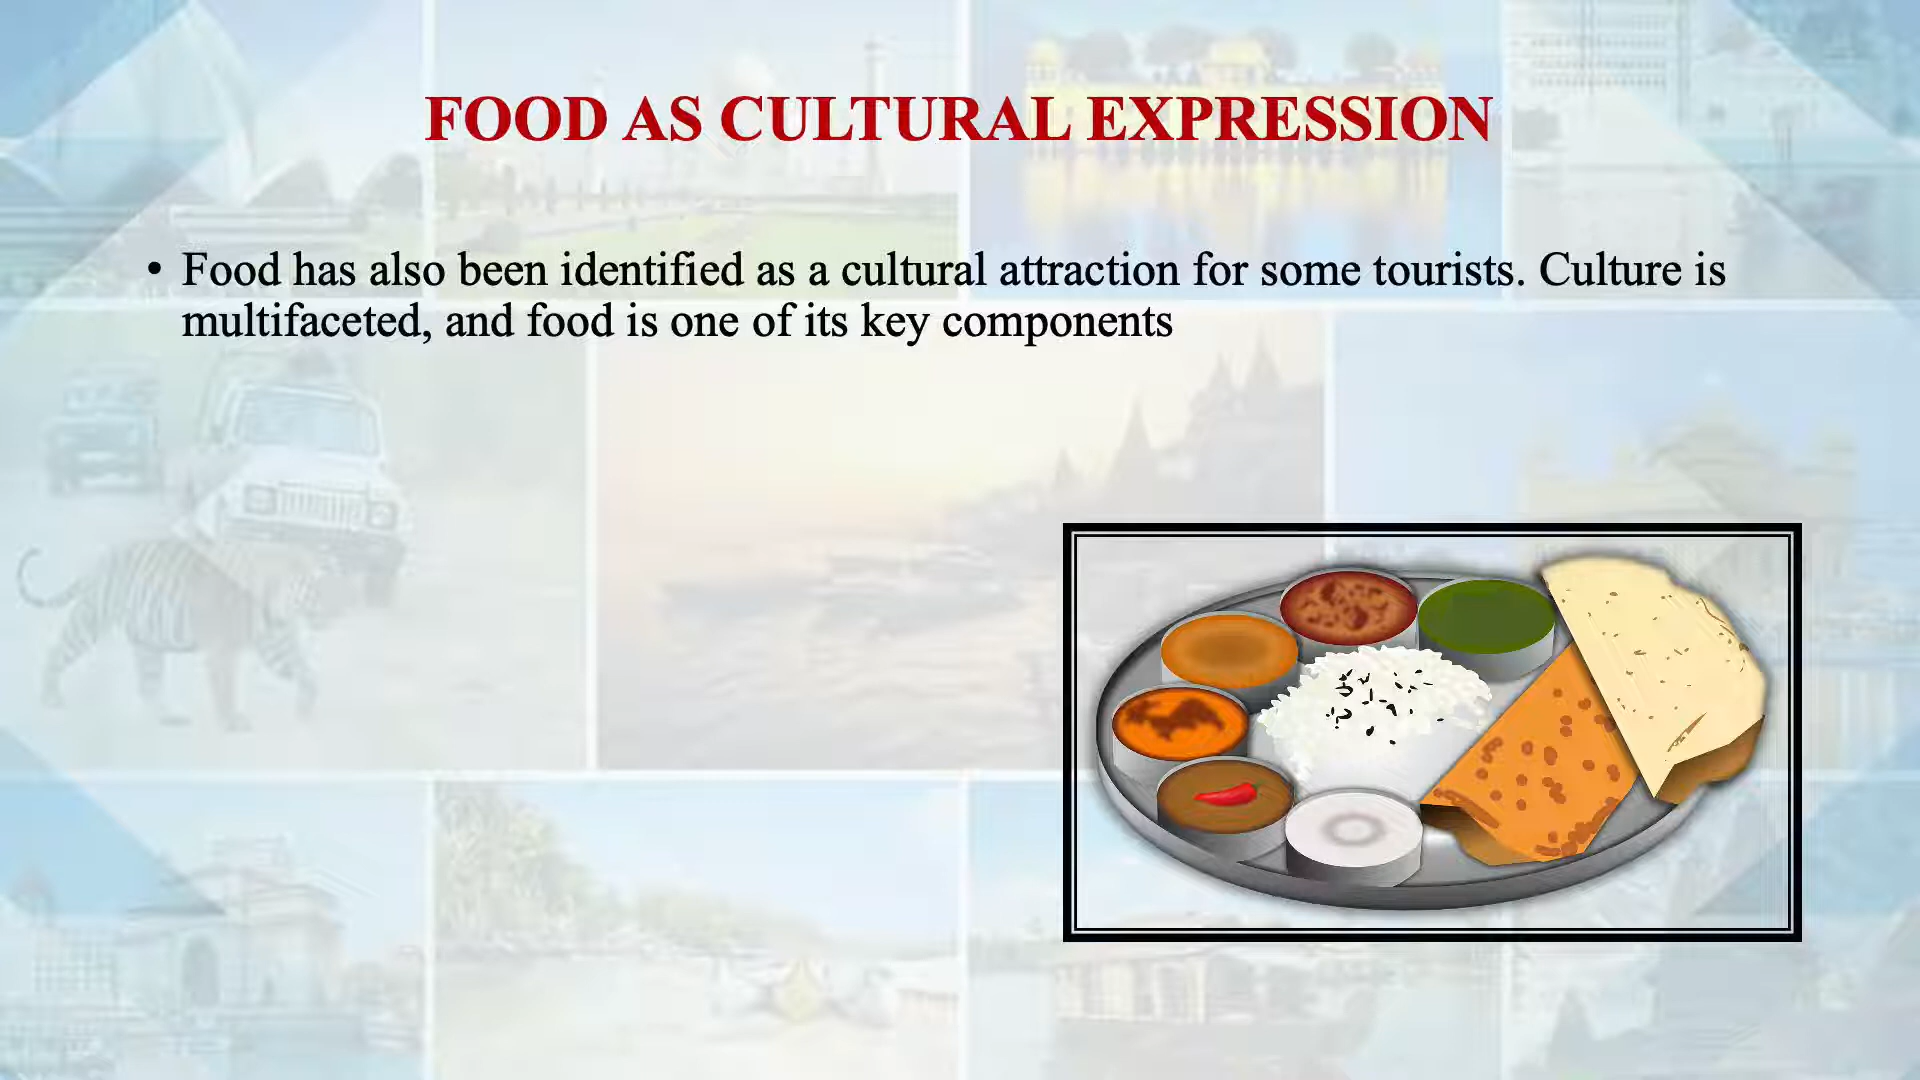 FOOD AS CULTURAL EXPRESSION
• Food has also been identified as a cultural attraction for some tourists. Culture is
multifaceted, and food is one of its key components